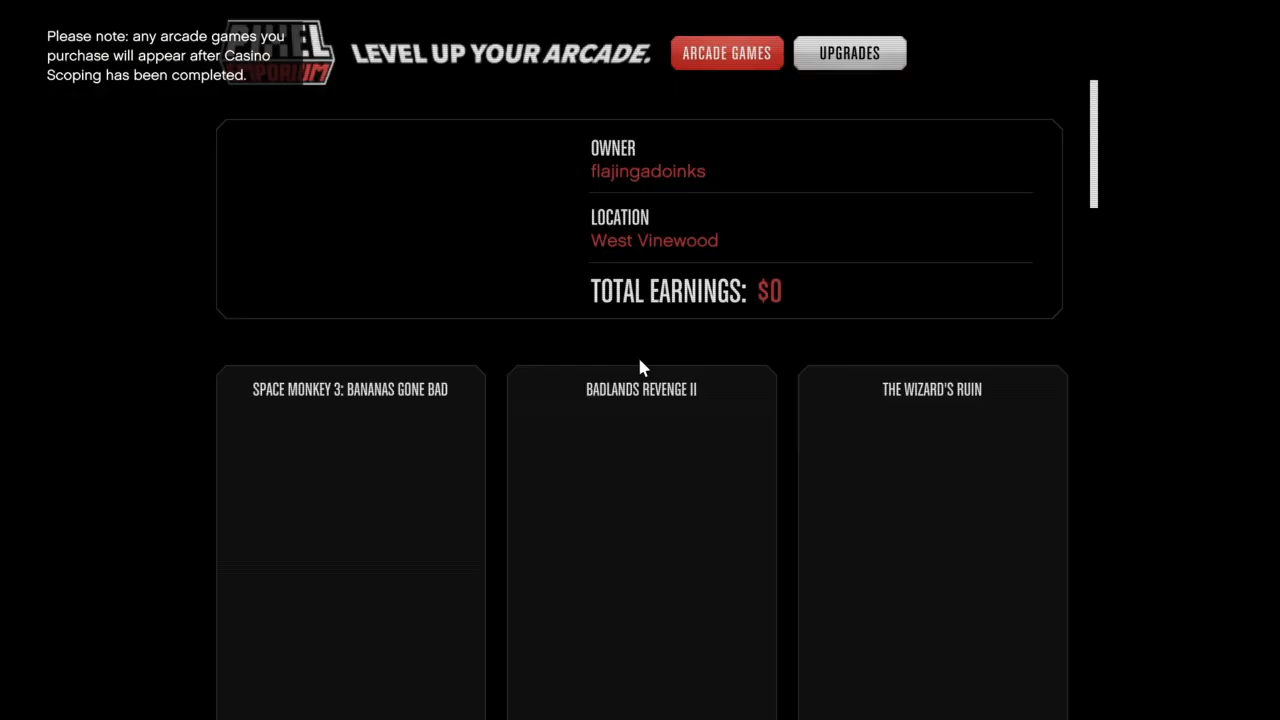 Please note: any arcade games you
purchase will appear after Casino
Scoping has been completed.
PIXEL
EMPORIUM
LEVEL UP YOUR ARCADE.
ARCADE GAMES
UPGRADES
OWNER
flajingadoinks
LOCATION
West Vinewood
TOTAL EARNINGS: $0
SPACE MONKEY 3: BANANAS GONE BAD
BADLANDS REVENGE II
THE WIZARD'S RUIN